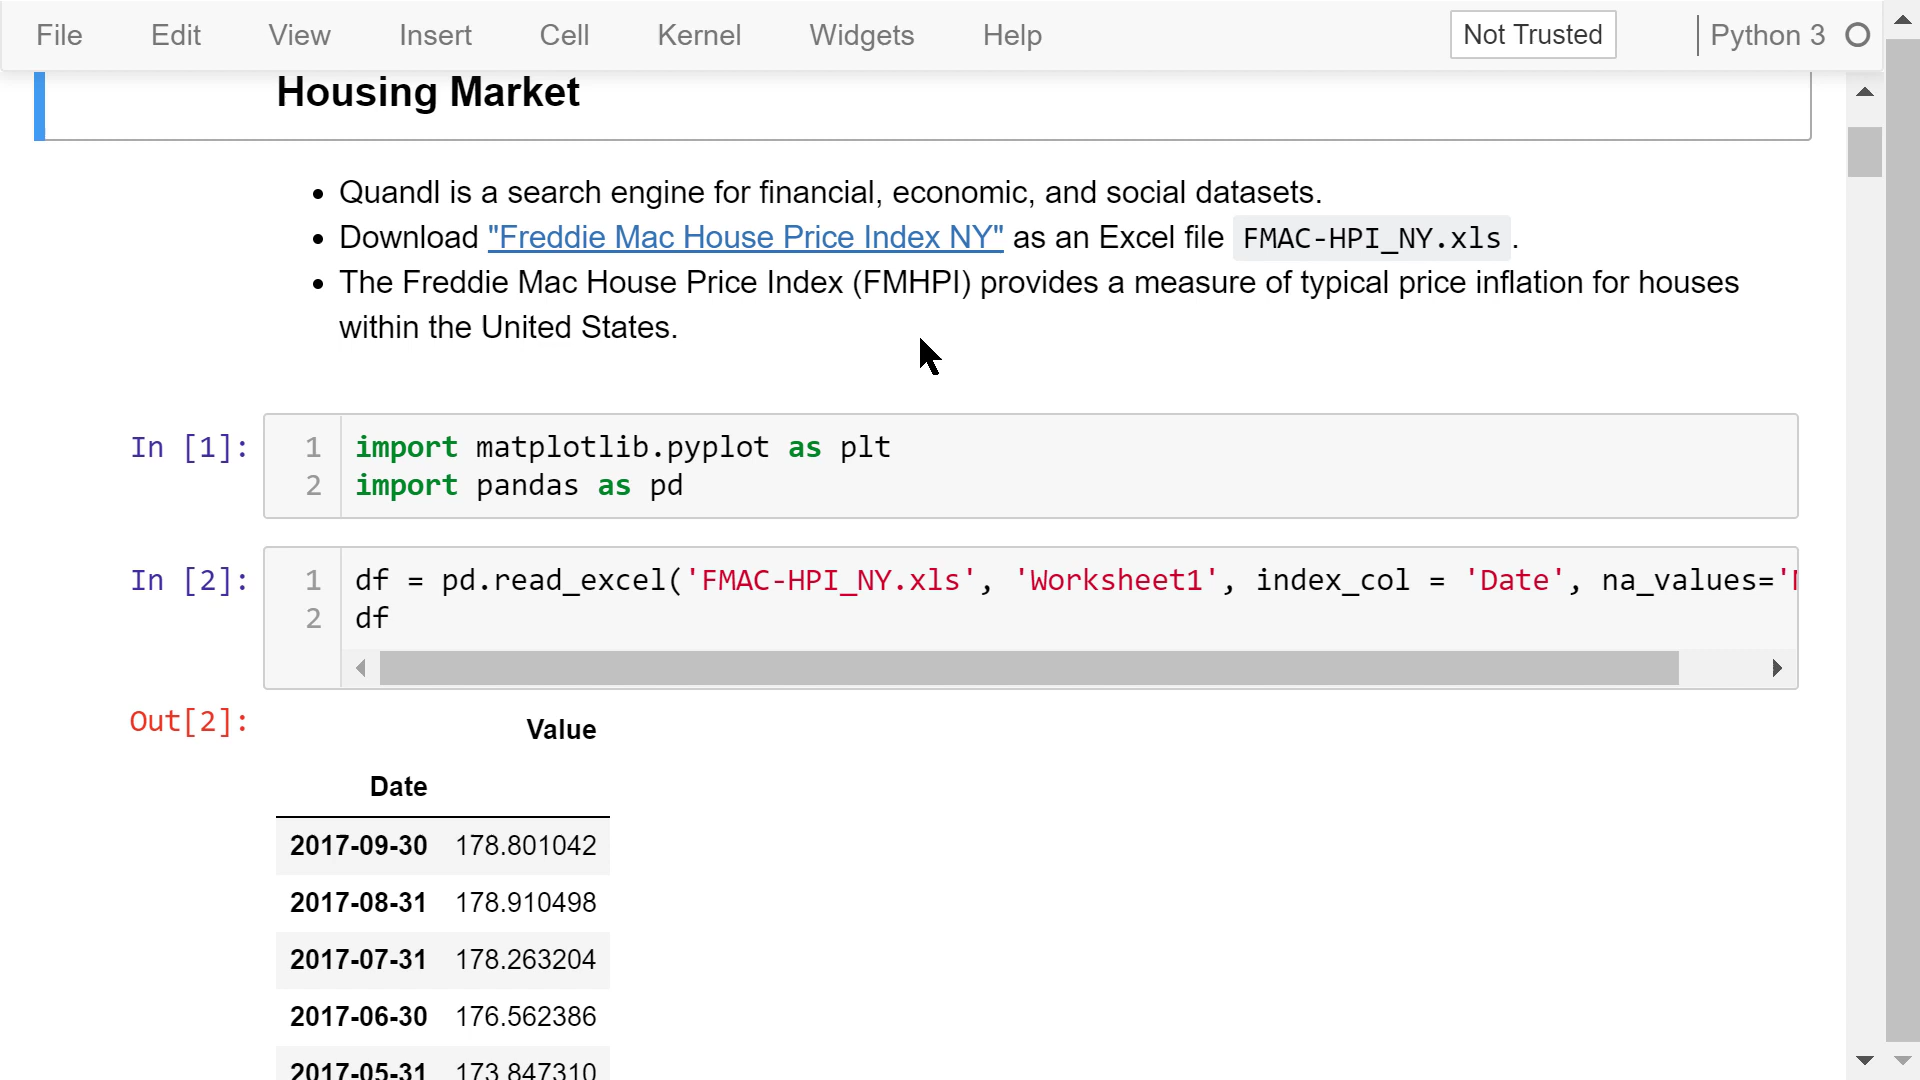 File Edit View Insert Cell Kernel Widgets Help Not Trusted Python 3
Housing Market
• Quandl is a search engine for financial, economic, and social datasets.
• Download "Freddie Mac House Price Index NY" as an Excel file FMAC-HPI_NY.xls .
• The Freddie Mac House Price Index (FMHPI) provides a measure of typical price inflation for houses
within the United States.
In [1]: 1 import matplotlib.pyplot as plt
2 import pandas as pd
In [2]: 1 df = pd.read_excel('FMAC-HPI_NY.xls', 'Worksheet1', index_col = 'Date', na_values='
2 df
Out[2]: Value
Date
2017-09-30 178.801042
2017-08-31 178.910498
2017-07-31 178.263204
2017-06-30 176.562386
2017-05-31 173.847310